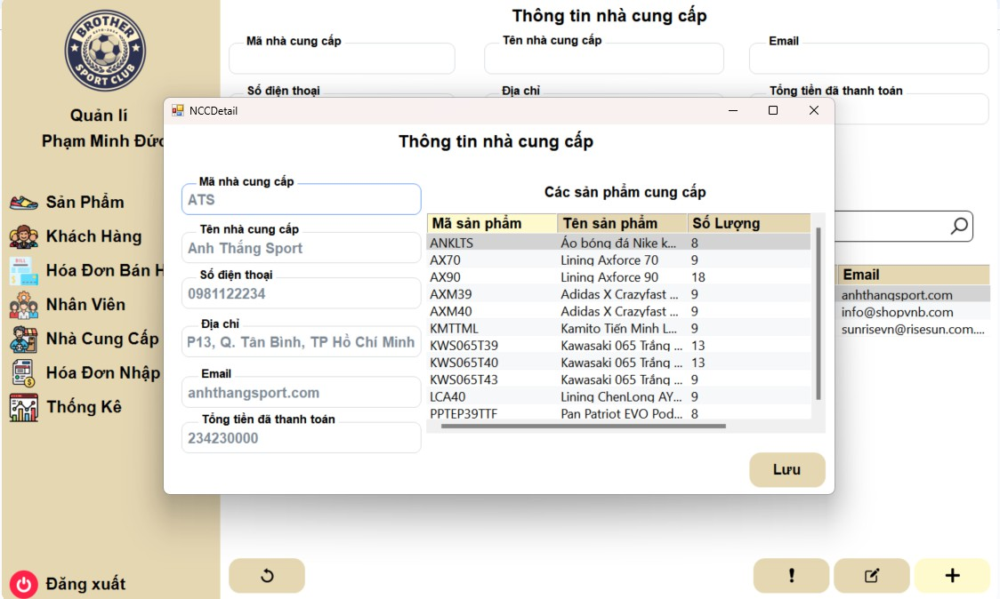 BROTHER
SPORT CLUB
Quản lí
Phạm Minh Đức
Sản Phẩm
Khách Hàng
Hóa Đơn Bán H
Nhân Viên
Nhà Cung Cấp
Hóa Đơn Nhập
Thống Kê
Đăng xuất
Thông tin nhà cung cấp
Mã nhà cung cấp
Tên nhà cung cấp
Email
Số điện thoại
Địa chỉ
Tổng tiền đã thanh toán
Email
anhthangsport.com
info@shopvnb.com
sunrisevn@risesun.com....
NCCDetail
Thông tin nhà cung cấp
Mã nhà cung cấp
ATS
Tên nhà cung cấp
Anh Thắng Sport
Số điện thoại
0981122234
Địa chỉ
P13, Q. Tân Bình, TP Hồ Chí Minh
Email
anhthangsport.com
Tổng tiền đã thanh toán
234230000
Các sản phẩm cung cấp
Mã sản phẩm Tên sản phẩm Số Lượng
ANKLTS Áo bóng đá Nike k... 8
AX70 Lining Axforce 70 9
AX90 Lining Axforce 90 18
AXM39 Adidas X Crazyfast ... 9
AXM40 Adidas X Crazyfast ... 9
KMTTML Kamito Tiến Minh L... 9
KWS065T39 Kawasaki 065 Trắng ... 13
KWS065T40 Kawasaki 065 Trắng ... 13
KWS065T43 Kawasaki 065 Trắng ... 9
LCA40 Lining ChenLong AY... 9
PPTEP39TTF Pan Patriot EVO Pod... 8
Lưu